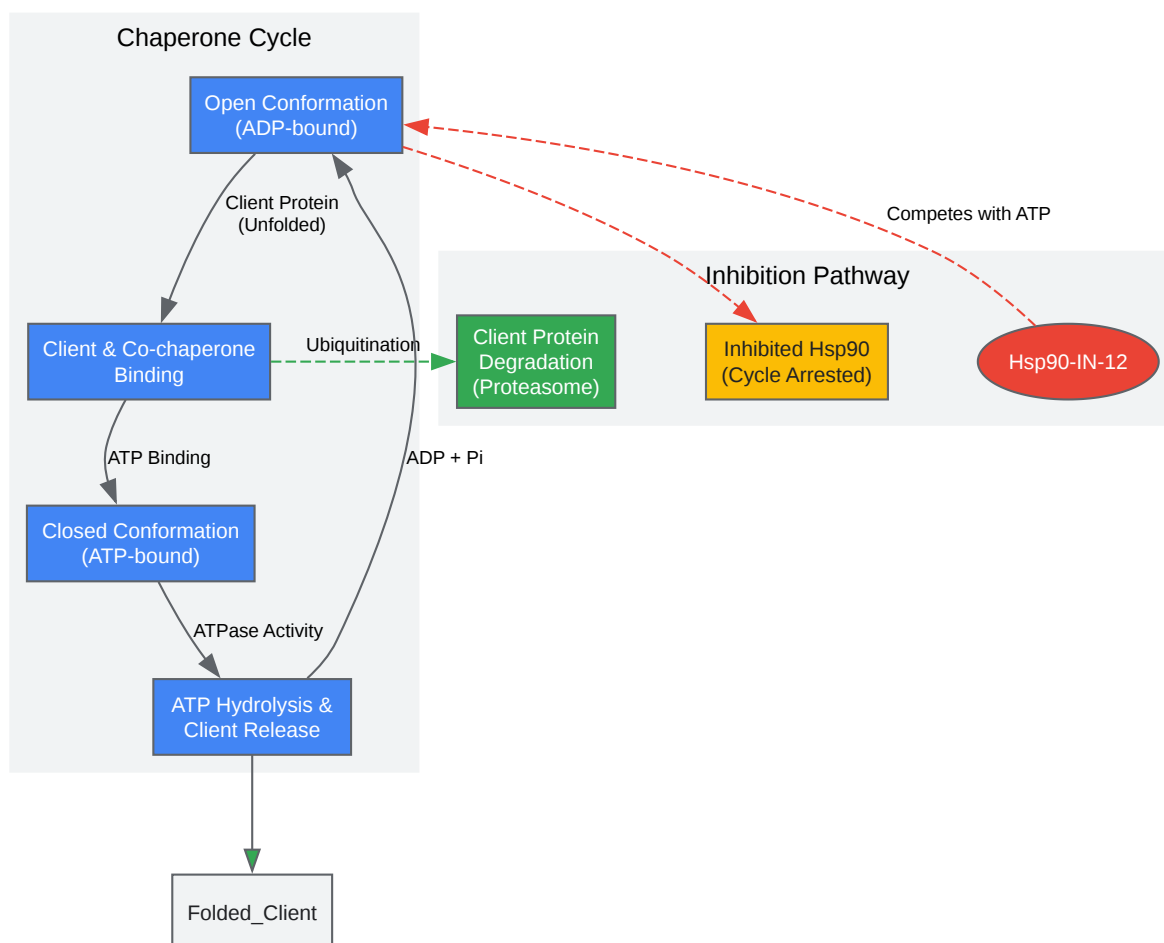 Chaperone Cycle
Open Conformation
(ADP-bound)
Client Protein
(Unfolded)
Competes with ATP
Inhibition Pathway
Client & Co-chaperone
Binding
Ubiquitination
Client Protein
Degradation
(Proteasome)
Inhibited Hsp90
(Cycle Arrested)
Hsp90-IN-12
ATP Binding
ADP + Pi
Closed Conformation
(ATP-bound)
ATPase Activity
ATP Hydrolysis &
Client Release
Folded_Client